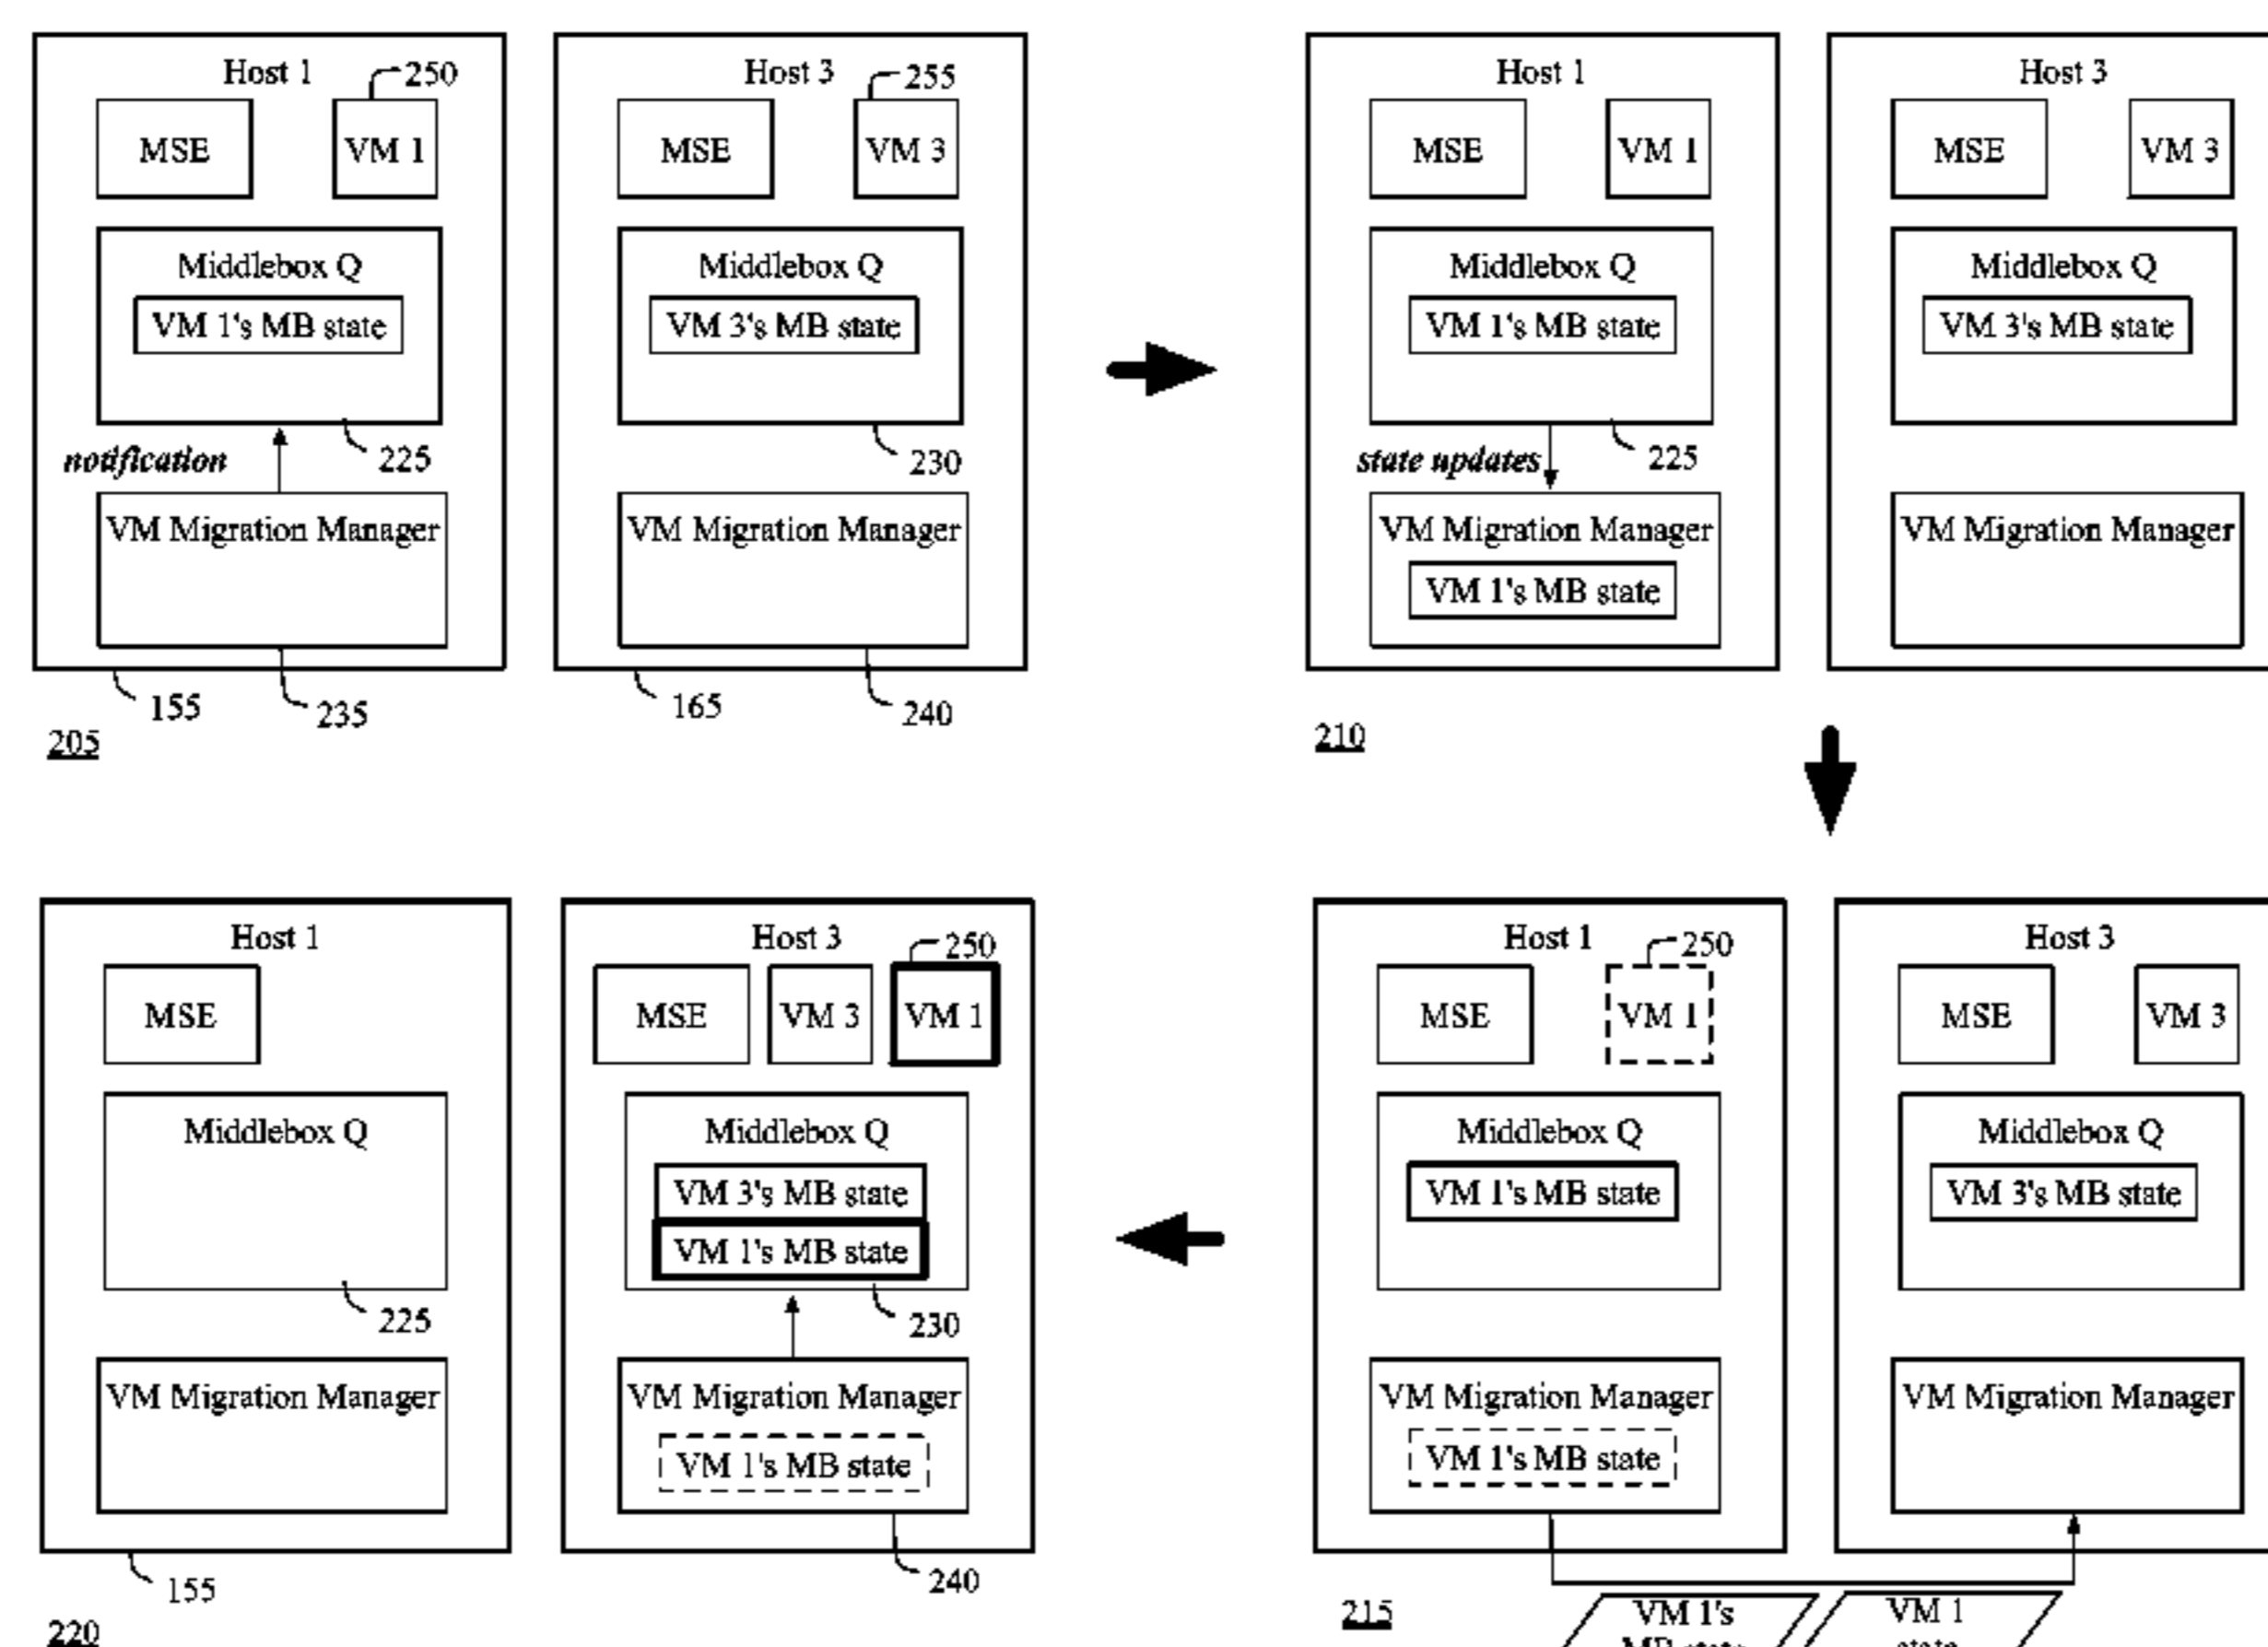 Host 1
250
MSE
VM 1
Middlebox Q
VM 1's MB state
notification
225
VM Migration Manager
155
235
205
Host 3
255
MSE
VM 3
Middlebox Q
VM 3's MB state
230
VM Migration Manager
165
240
Host 1
MSE
VM 1
Middlebox Q
VM 1's MB state
state updates
225
VM Migration Manager
VM 1's MB state
210
Host 3
MSE
VM 3
Middlebox Q
VM 3's MB state
VM Migration Manager
Host 1
MSE
Middlebox Q
225
VM Migration Manager
155
220
Host 3
250
MSE
VM 3
VM 1
Middlebox Q
VM 3's MB state
VM 1's MB state
230
VM Migration Manager
VM 1's MB state
240
Host 1
250
MSE
VM 1
Middlebox Q
VM 1's MB state
VM Migration Manager
VM 1's MB state
215
Host 3
MSE
VM 3
Middlebox Q
VM 3's MB state
VM Migration Manager
VM 1's
VM 1